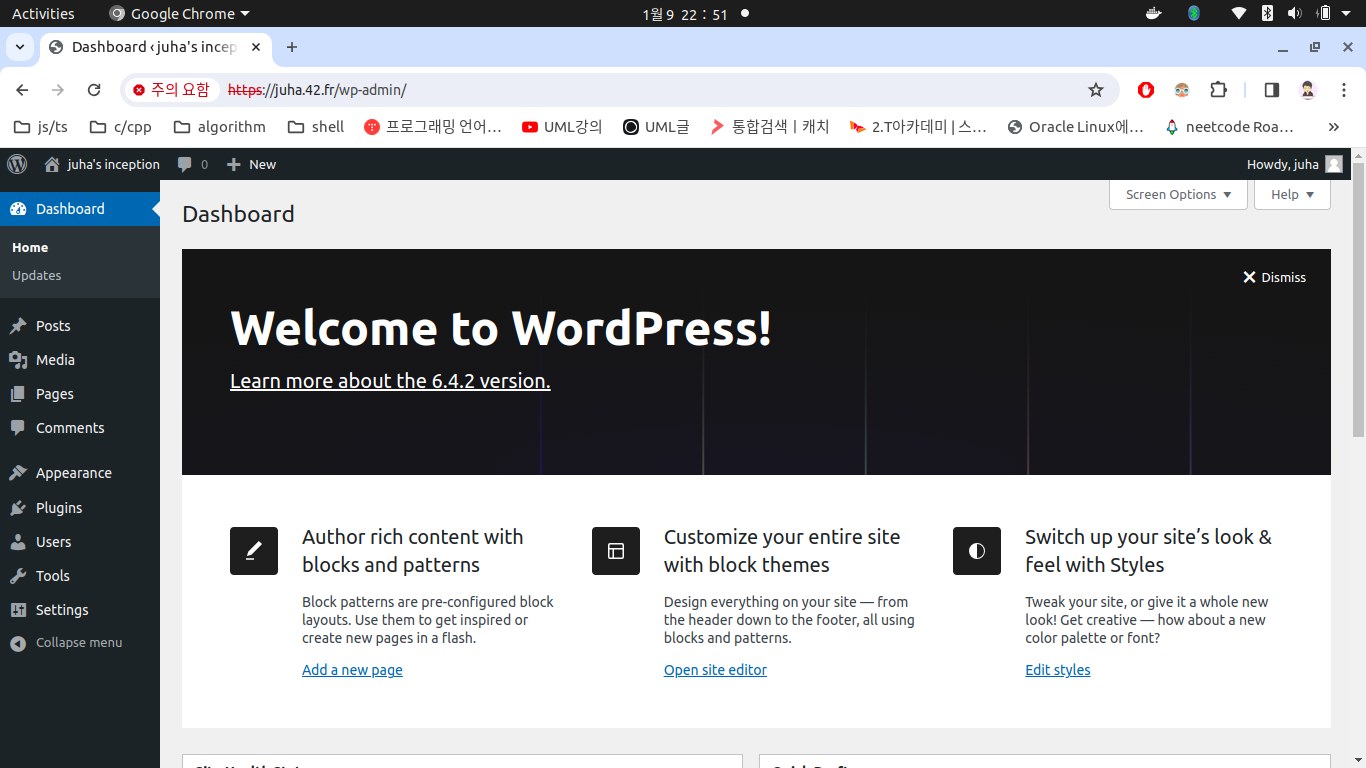 Activities Google Chrome 1월 9 22 : 51
Dashboard ‹ juha's incep
주의 요함 https://juha.42.fr/wp-admin/
js/ts c/cpp algorithm shell 프로그래밍 언어… UML강의 UML글 통합검색 | 캐치 2.T아카데미 | 스… Oracle Linux에… neetcode Roa… »
juha's inception 0 New Howdy, juha
Screen Options Help
Dashboard
Home
Updates
Posts
Media
Pages
Comments
Appearance
Plugins
Users
Tools
Settings
Collapse menu
Dashboard
Dismiss
Welcome to WordPress!
Learn more about the 6.4.2 version.
Author rich content with
blocks and patterns
Block patterns are pre-configured block
layouts. Use them to get inspired or
create new pages in a flash.
Add a new page
Customize your entire site
with block themes
Design everything on your site — from
the header down to the footer, all using
blocks and patterns.
Open site editor
Switch up your site’s look &
feel with Styles
Tweak your site, or give it a whole new
look! Get creative — how about a new
color palette or font?
Edit styles